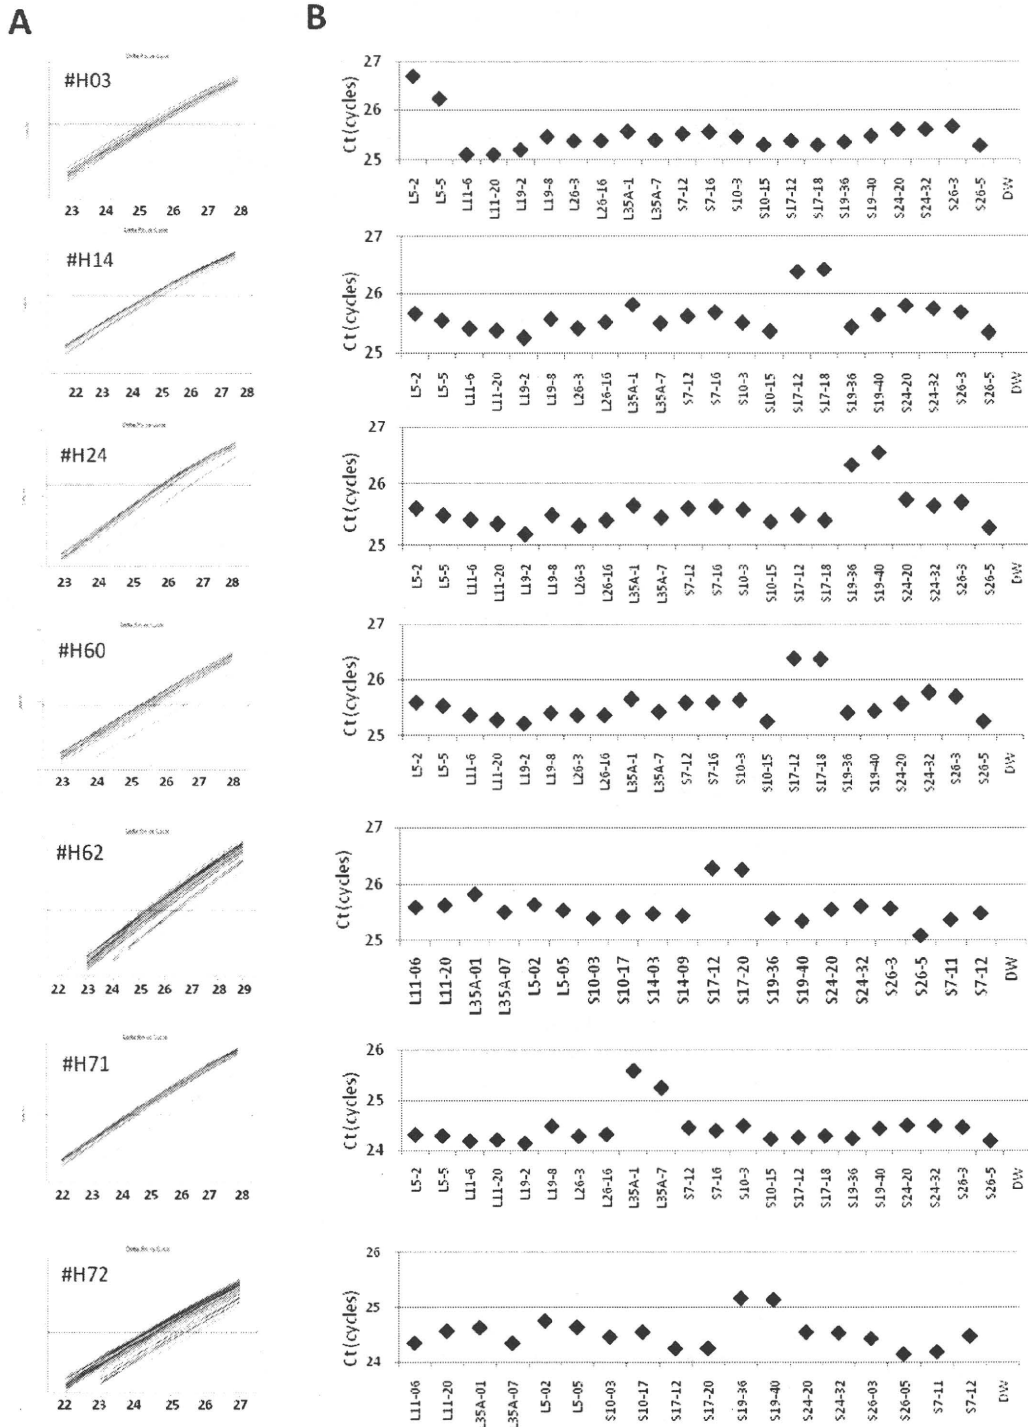 A
B
#H03
23 24 25 26 27 28
Ct(cycles)
27
26
25
L5-2 L5-5 L11-6 L11-20 L19-2 L19-8 L26-3 L26-16 L35A-1 L35A-7 S7-12 S7-16 S10-3 S10-15 S17-12 S17-18 S19-36 S19-40 S24-20 S24-32 S26-3 S26-5 DW
#H14
22 23 24 25 26 27 28
Ct(cycles)
27
26
25
L5-2 L5-5 L11-6 L11-20 L19-2 L19-8 L26-3 L26-16 L35A-1 L35A-7 S7-12 S7-16 S10-3 S10-15 S17-12 S17-18 S19-36 S19-40 S24-20 S24-32 S26-3 S26-5 DW
#H24
23 24 25 26 27 28
Ct(cycles)
27
26
25
L5-2 L5-5 L11-6 L11-20 L19-2 L19-8 L26-3 L26-16 L35A-1 L35A-7 S7-12 S7-16 S10-3 S10-15 S17-12 S17-18 S19-36 S19-40 S24-20 S24-32 S26-3 S26-5 DW
#H60
23 24 25 26 27 28
Ct(cycles)
27
26
25
L5-2 L5-5 L11-6 L11-20 L19-2 L19-8 L26-3 L26-16 L35A-1 L35A-7 S7-12 S7-16 S10-3 S10-15 S17-12 S17-18 S19-36 S19-40 S24-20 S24-32 S26-3 S26-5 DW
#H62
22 23 24 25 26 27 28 29
Ct(cycles)
27
26
25
L11-06 L11-20 L35A-01 L35A-07 L5-02 L5-05 S10-03 S10-17 S14-03 S14-09 S17-12 S17-20 S19-36 S19-40 S24-20 S24-32 S26-3 S26-5 S7-11 S7-12 DW
#H71
22 23 24 25 26 27 28
Ct(cycles)
26
25
24
L5-2 L5-5 L11-6 L11-20 L19-2 L19-8 L26-3 L26-16 L35A-1 L35A-7 S7-12 S7-16 S10-3 S10-15 S17-12 S17-18 S19-36 S19-40 S24-20 S24-32 S26-3 S26-5 DW
#H72
22 23 24 25 26 27
Ct(cycles)
26
25
24
L11-06 L11-20 L35A-01 L35A-07 L5-02 L5-05 S10-03 S10-17 S17-12 S17-20 S19-36 S19-40 S24-20 S24-32 S26-03 S26-05 S7-11 S7-12 DW